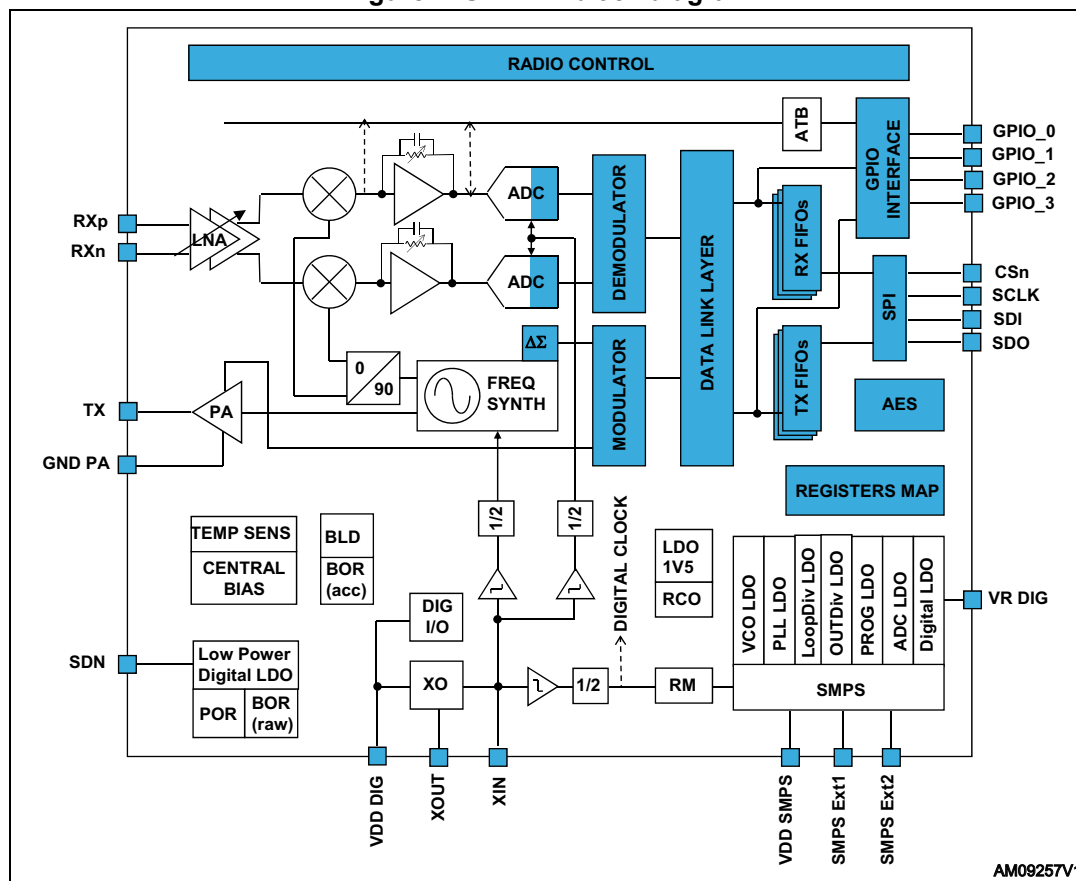 RADIO CONTROL
ATB
GPIO
INTERFACE
GPIO_0
GPIO_1
GPIO_2
GPIO_3
RXp
RXn
LNA
ADC
ADC
DEMODULATOR
DATA LINK LAYER
RX FIFOs
SPI
CSn
SCLK
SDI
SDO
ΔΣ
0
90
FREQ
SYNTH
MODULATOR
TX FIFOs
AES
TX
PA
GND PA
REGISTERS MAP
1/2
1/2
TEMP SENS
CENTRAL
BIAS
BLD
BOR
(acc)
DIG
I/O
DIGITAL CLOCK
LDO
1V5
RCO
VCO LDO
PLL LDO
LoopDiv LDO
OUTDiv LDO
PROG LDO
ADC LDO
Digital LDO
VR DIG
SDN
Low Power
Digital LDO
POR
BOR
(raw)
XO
1/2
RM
SMPS
VDD DIG
XOUT
XIN
VDD SMPS
SMPS Ext1
SMPS Ext2
AM09257V1